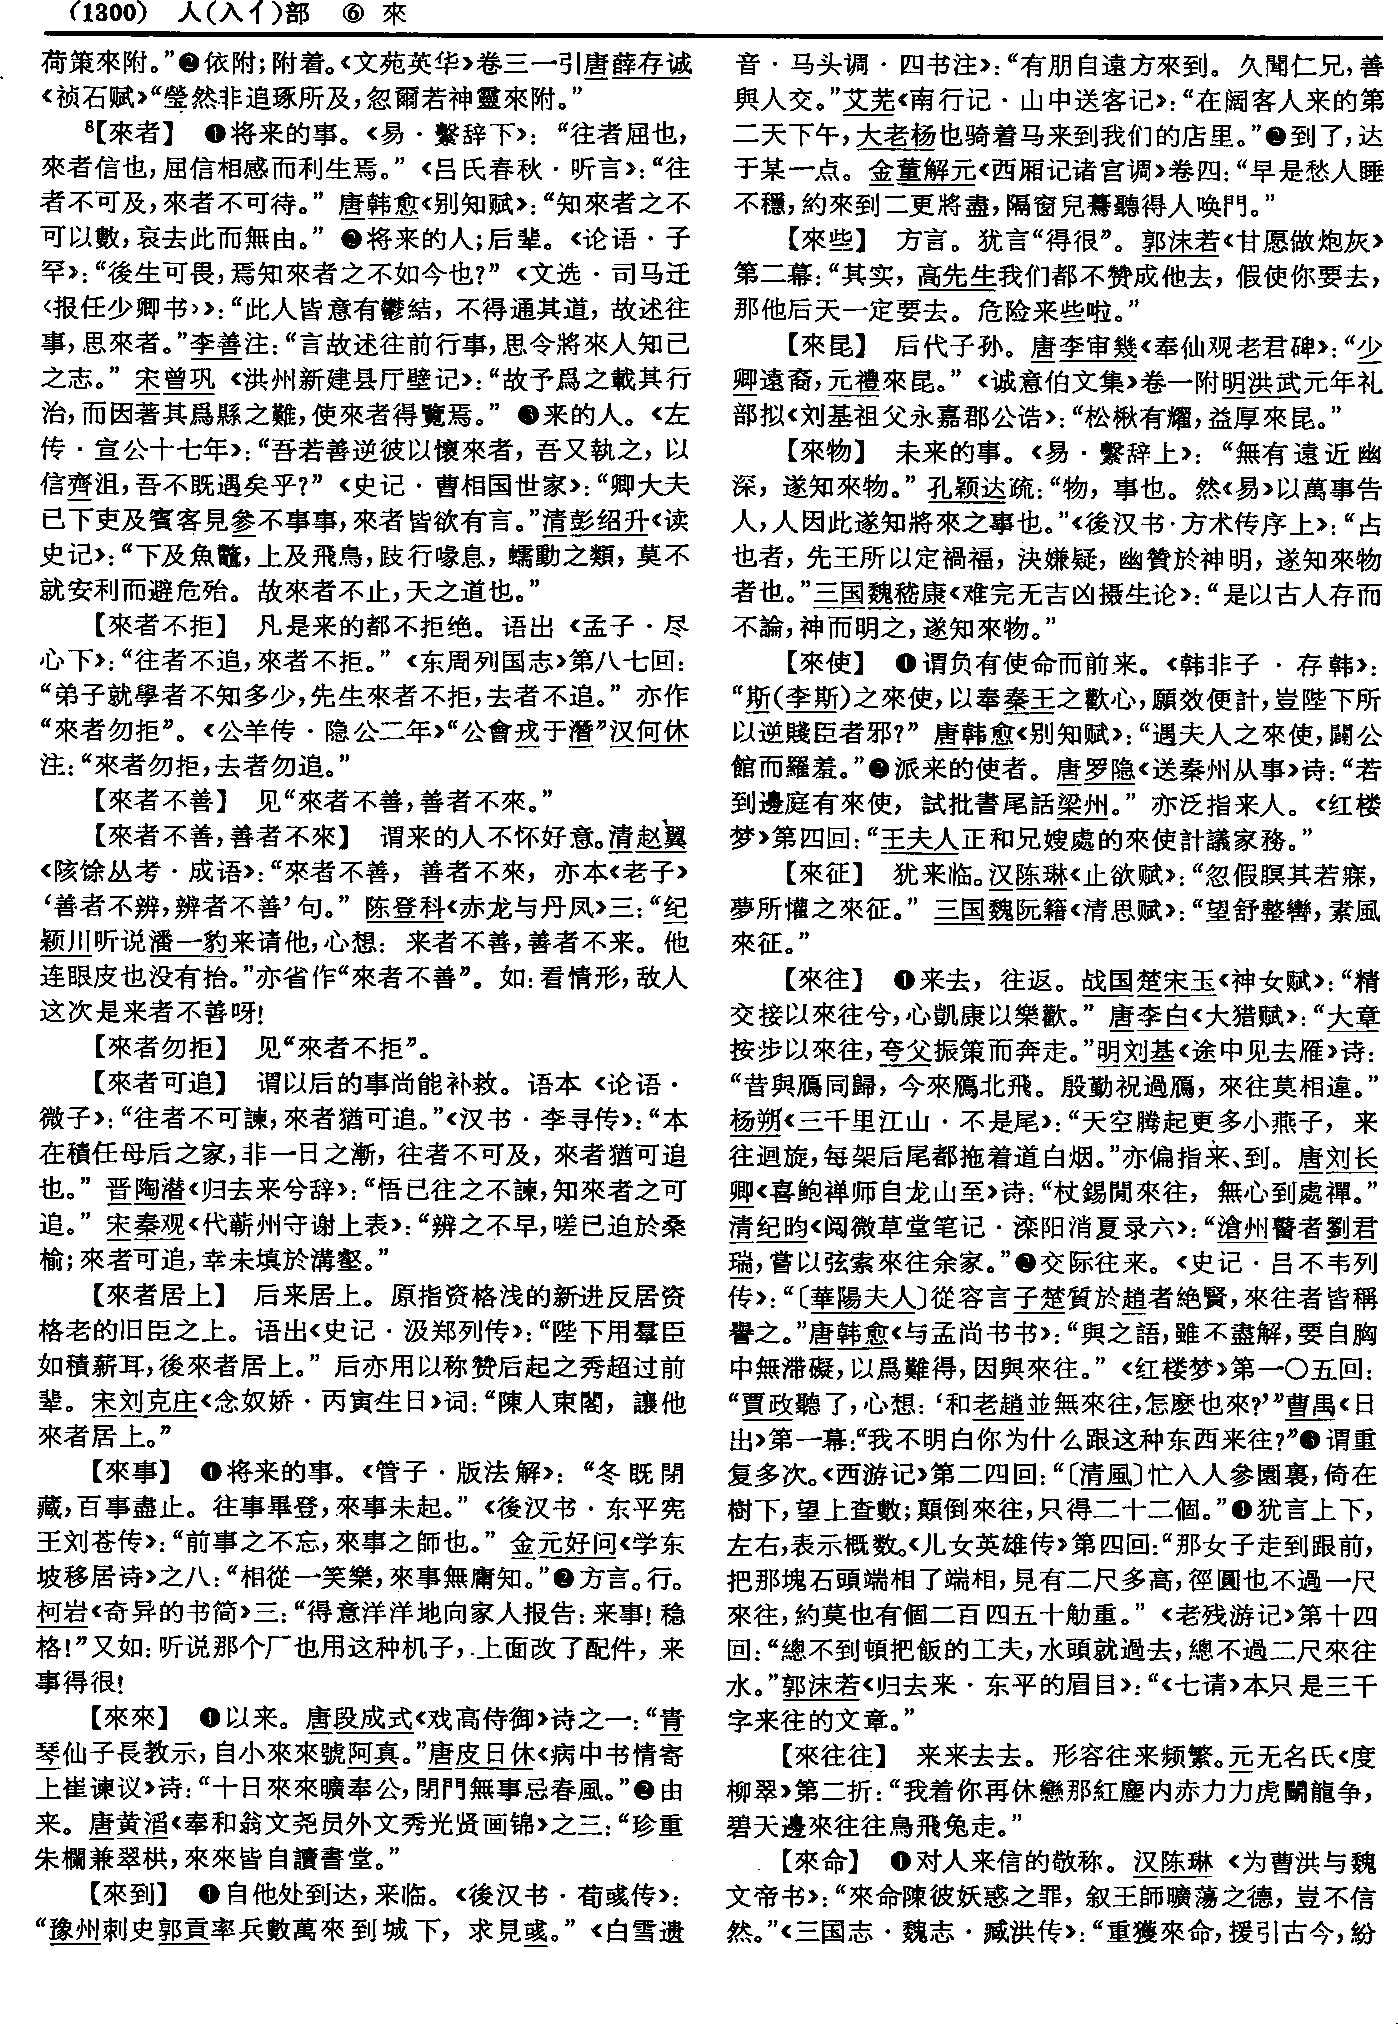 (1300) 人(入亻)部 ⑥ 來
荷策來附。”❷依附;附着。《文苑英华》卷三一引唐薛存诚
《祯石赋》“瑩然非追琢所及,忽爾若神靈來附。”
⁸【來者】 ❶将来的事。《易·繫辞下》：“往者屈也,
來者信也,屈信相感而利生焉。”《吕氏春秋·听言》:“往
者不可及,來者不可待。” 唐韩愈《别知赋》:“知來者之不
可以數,哀去此而無由。” ❷将来的人;后辈。《论语·子
罕》:“後生可畏,焉知來者之不如今也?”《文选·司马迁
〈报任少卿书〉》:“此人皆意有鬱結，不得通其道，故述往
事,思來者。”李善注:“言故述往前行事,思令將來人知己
之志。” 宋曾巩《洪州新建县厅壁记》:“故予爲之載其行
治,而因著其爲縣之難,使來者得覽焉。” ❸来的人。《左
传·宣公十七年》:“吾若善逆彼以懷來者，吾又執之，以
信齊沮,吾不既過矣乎?”《史记·曹相国世家》:“卿大夫
已下吏及賓客見參不事事,來者皆欲有言。”清彭绍升《读
史记》:“下及魚鼈,上及飛鳥,跂行喙息，蠕動之類，莫不
就安利而避危殆。故來者不止,天之道也。”
【來者不拒】 凡是来的都不拒绝。语出《孟子·尽
心下》:“往者不追,來者不拒。”《东周列国志》第八七回:
“弟子就學者不知多少,先生來者不拒,去者不追。” 亦作
“來者勿拒”。《公羊传·隐公二年》“公會戎于潛”汉何休
注:“來者勿拒,去者勿追。”
【來者不善】 见“來者不善,善者不來。”
【來者不善,善者不來】 谓来的人不怀好意。清赵翼
《陔馀丛考·成语》:“來者不善，善者不來，亦本《老子》
‘善者不辨,辨者不善’句。” 陈登科《赤龙与丹凤》三:“纪
颖川听说潘一豹来请他,心想：来者不善,善者不来。他
连眼皮也没有抬。”亦省作“來者不善”。如:看情形,敌人
这次是来者不善呀!
【來者勿拒】 见“來者不拒”。
【來者可追】 谓以后的事尚能补救。语本《论语·
微子》:“往者不可諫,來者猶可追。”《汉书·李寻传》:“本
在積任母后之家,非一日之漸，往者不可及，來者猶可追
也。” 晋陶潜《归去来兮辞》:“悟已往之不諫,知來者之可
追。” 宋秦观《代蕲州守谢上表》:“辨之不早,嗟已迫於桑
榆;來者可追,幸未填於溝壑。”
【來者居上】 后来居上。原指资格浅的新进反居资
格老的旧臣之上。语出《史记·汲郑列传》:“陛下用羣臣
如積薪耳,後來者居上。” 后亦用以称赞后起之秀超过前
辈。宋刘克庄《念奴娇·丙寅生日》词:“陳人束閣，讓他
來者居上。”
【來事】 ❶将来的事。《管子·版法解》：“冬既閉
藏,百事盡止。往事畢登,來事未起。”《後汉书·东平宪
王刘苍传》:“前事之不忘,來事之師也。” 金元好问《学东
坡移居诗》之八:“相從一笑樂,來事無庸知。”❷方言。行。
柯岩《奇异的书简》三:“得意洋洋地向家人报告:来事!稳
格!”又如:听说那个厂也用这种机子,上面改了配件，来
事得很!
【來來】 ❶以来。唐段成式《戏高侍御》诗之一:“青
琴仙子長教示,自小來來號阿真。”唐皮日休《病中书情寄
上崔谏议》诗:“十日來來曠奉公,閉門無事忌春風。”❷由
来。唐黄滔《奉和翁文尧员外文秀光贤画锦》之三:“珍重
朱欄兼翠栱,來來皆自讀書堂。”
【來到】 ❶自他处到达,来临。《後汉书·荀彧传》:
“豫州刺史郭貢率兵數萬來到城下，求見彧。”《白雪遗
音·马头调·四书注》:“有朋自遠方來到。久聞仁兄,善
與人交。”艾芜《南行记·山中送客记》:“在阔客人来的第
二天下午,大老杨也骑着马来到我们的店里。”❷到了,达
于某一点。金董解元《西厢记诸宫调》卷四:“早是愁人睡
不穩,約來到二更將盡,隔窗兒驀聽得人唤門。”
【來些】 方言。犹言“得很”。郭沫若《甘愿做炮灰》
第二幕:“其实，高先生我们都不赞成他去，假使你要去,
那他后天一定要去。危险来些啦。”
【來昆】 后代子孙。唐李审幾《奉仙观老君碑》:“少
卿遠裔,元禮來昆。”《诚意伯文集》卷一附明洪武元年礼
部拟《刘基祖父永嘉郡公诰》:“松楸有耀,益厚來昆。”
【來物】 未来的事。《易·繫辞上》：“無有遠近幽
深，遂知來物。” 孔颖达疏:“物，事也。然《易》以萬事告
人,人因此遂知將來之事也。”《後汉书·方术传序上》:“占
也者，先王所以定禍福，決嫌疑，幽贊於神明，遂知來物
者也。”三国魏嵇康《难宅无吉凶摄生论》:“是以古人存而
不論,神而明之,遂知來物。”
【來使】 ❶谓负有使命而前来。《韩非子·存韩》:
“斯(李斯)之來使,以奉秦王之歡心,願效便計,豈陛下所
以逆賤臣者邪?” 唐韩愈《别知赋》:“遇夫人之來使,闢公
館而羅羞。”❷派来的使者。唐罗隐《送秦州从事》诗:“若
到邊庭有來使，試批書尾話梁州。” 亦泛指来人。《红楼
梦》第四回:“王夫人正和兄嫂處的來使計議家務。”
【來征】 犹来临。汉陈琳《止欲赋》:“忽假瞑其若寐,
夢所懽之來征。” 三国魏阮籍《清思赋》:“望舒整轡,素風
來征。”
【來往】 ❶来去，往返。战国楚宋玉《神女赋》:“精
交接以來往兮,心凱康以樂歡。” 唐李白《大猎赋》:“大章
按步以來往,夸父振策而奔走。”明刘基《途中见去雁》诗:
“昔與鴈同歸，今來鴈北飛。殷勤祝過鴈，來往莫相違。”
杨朔《三千里江山·不是尾》:“天空腾起更多小燕子，来
往迴旋,每架后尾都拖着道白烟。”亦偏指来、到。唐刘长
卿《喜鲍禅师自龙山至》诗:“杖錫閒來往，無心到處禪。”
清纪昀《阅微草堂笔记·滦阳消夏录六》:“滄州瞽者劉君
瑞,嘗以弦索來往余家。”❷交际往来。《史记·吕不韦列
传》:“〔華陽夫人〕從容言子楚質於趙者絶賢,來往者皆稱
譽之。”唐韩愈《与孟尚书书》:“與之語,雖不盡解,要自胸
中無滯礙,以爲難得,因與來往。”《红楼梦》第一〇五回:
“賈政聽了,心想：‘和老趙並無來往,怎麽也來?’”曹禺《日
出》第一幕:“我不明白你为什么跟这种东西来往?”❸谓重
复多次。《西游记》第二四回:“〔清風〕忙入人參園裏,倚在
樹下,望上查數;顛倒來往,只得二十二個。”❹犹言上下,
左右,表示概数。《儿女英雄传》第四回:“那女子走到跟前,
把那塊石頭端相了端相,見有二尺多高,徑圓也不過一尺
來往,約莫也有個二百四五十觔重。”《老残游记》第十四
回:“總不到頓把飯的工夫,水頭就過去,總不過二尺來往
水。”郭沫若《归去来·东平的眉目》:“《七请》本只是三千
字来往的文章。”
【來往往】 来来去去。形容往来频繁。元无名氏《度
柳翠》第二折:“我着你再休戀那紅塵内赤力力虎鬭龍争,
碧天邊來往往鳥飛兔走。”
【來命】 ❶对人来信的敬称。汉陈琳《为曹洪与魏
文帝书》:“來命陳彼妖惑之罪，叙王師曠蕩之德，豈不信
然。”《三国志·魏志·臧洪传》:“重獲來命,援引古今,紛